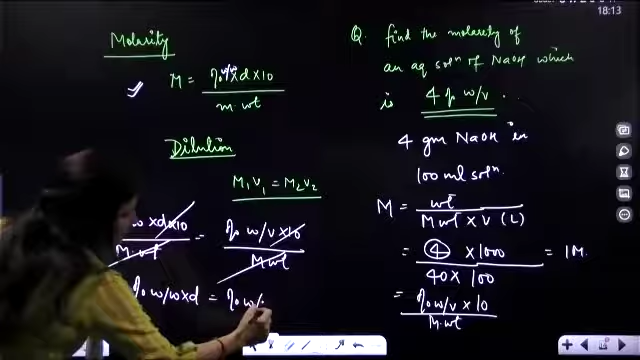 18:13
Molarity
M = % w/w x d x 10
m. wt
Dilution
M₁V₁ = M₂V₂
w x d x 10 = % w/v x 10
M wt M wt
% w/w x d = % w/
Q. find the molarity of
an aq solⁿ of NaOH which
is 4 % w/v.
4 gm NaOH in
100 ml solⁿ.
M = wt
M wt x V (L)
= 4 x 1000 = 1M.
40 x 100
= % w/v x 10
M. wt